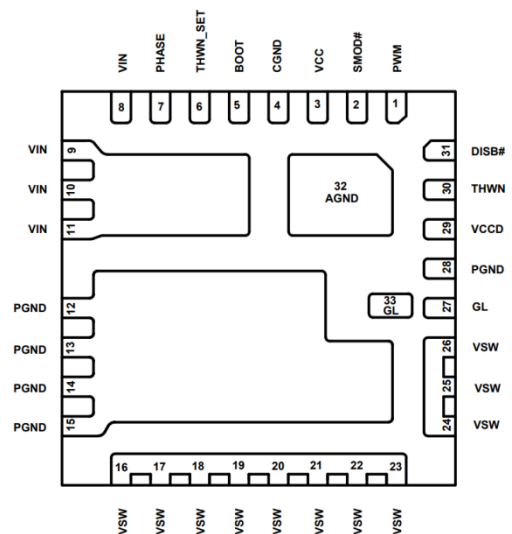 VIN PHASE THWN_SET BOOT CGND VCC SMOD# PWM
8 7 6 5 4 3 2 1
VIN 9
VIN 10
VIN 11
32
AGND
31 DISB#
30 THWN
29 VCCD
28 PGND
33
GL
27 GL
PGND 12
PGND 13
PGND 14
PGND 15
26 VSW
25 VSW
24 VSW
16 17 18 19 20 21 22 23
VSW VSW VSW VSW VSW VSW VSW VSW